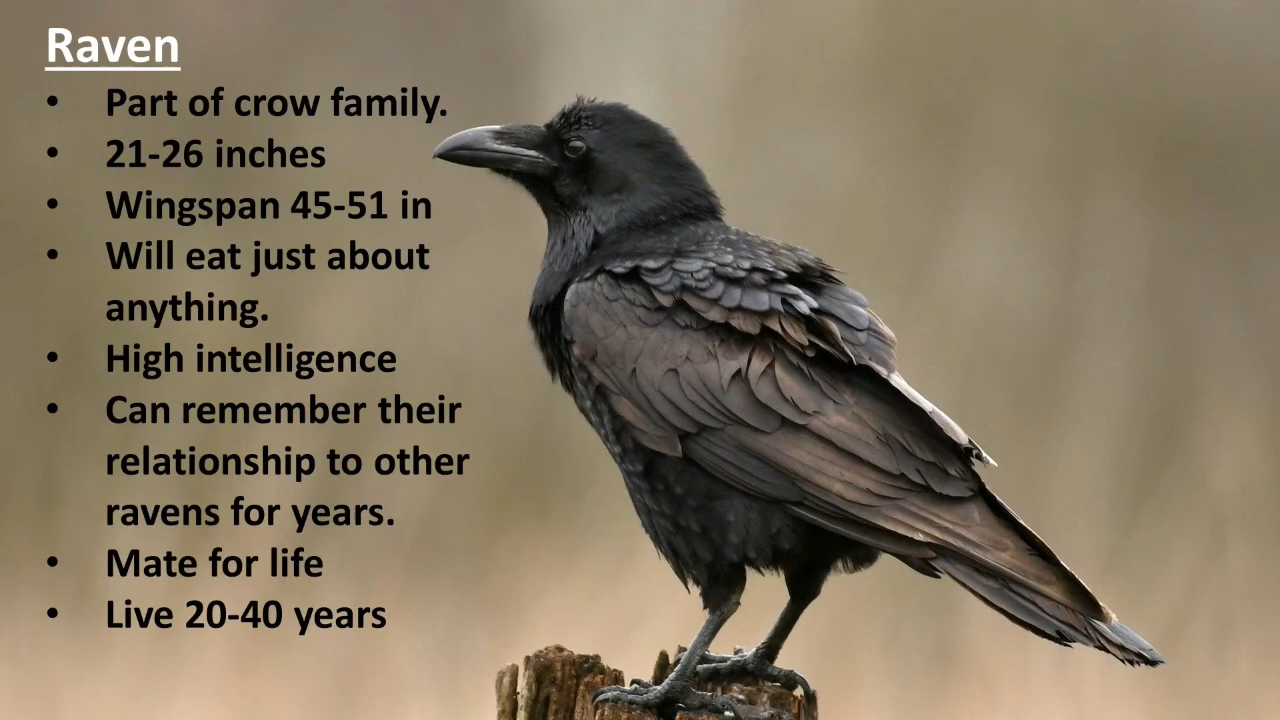 Raven
• Part of crow family.
• 21-26 inches
• Wingspan 45-51 in
• Will eat just about
anything.
• High intelligence
• Can remember their
relationship to other
ravens for years.
• Mate for life
• Live 20-40 years